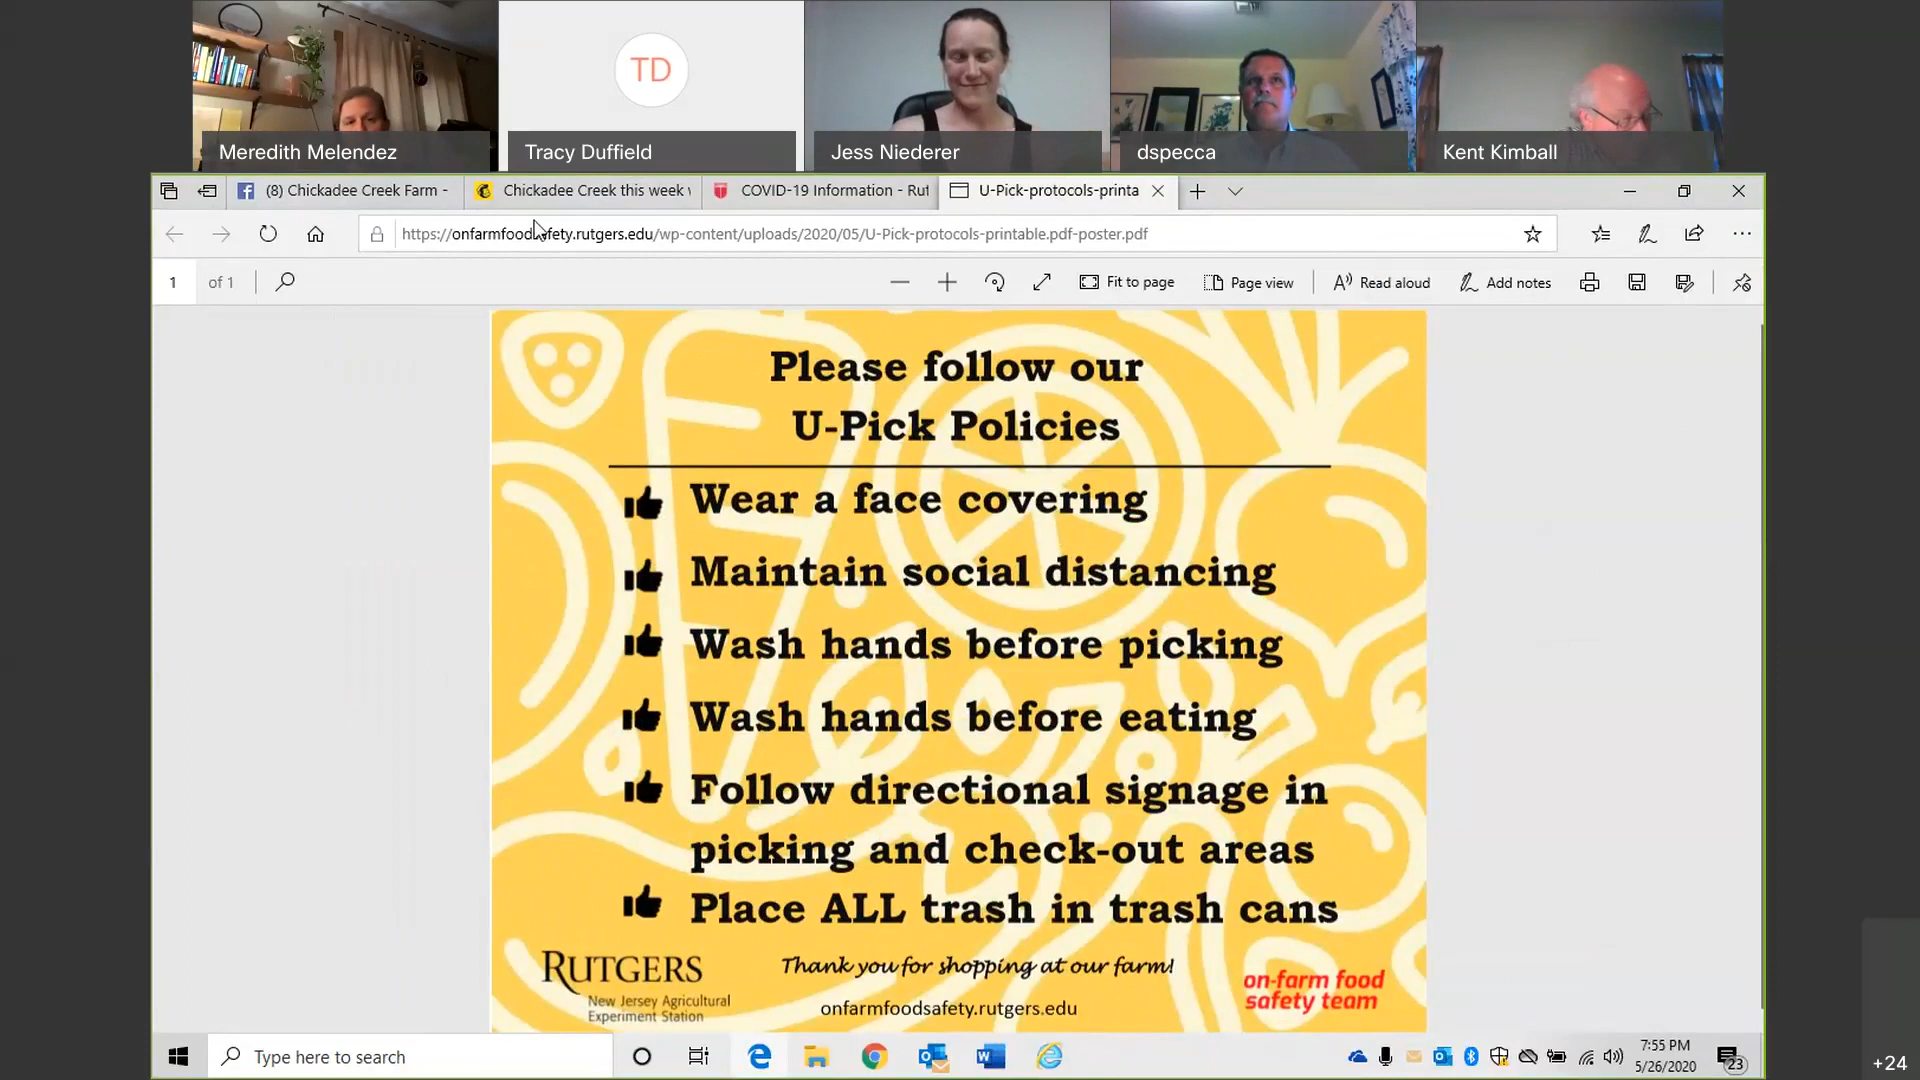 TD
Meredith Melendez
Tracy Duffield
Jess Niederer
dspecca
Kent Kimball
(8) Chickadee Creek Farm -
Chickadee Creek this week
COVID-19 Information - Rut
U-Pick-protocols-printa
https://onfarmfoodsafety.rutgers.edu/wp-content/uploads/2020/05/U-Pick-protocols-printable.pdf-poster.pdf
1 of 1
Fit to page
Page view
Read aloud
Add notes
Please follow our
U-Pick Policies
Wear a face covering
Maintain social distancing
Wash hands before picking
Wash hands before eating
Follow directional signage in
picking and check-out areas
Place ALL trash in trash cans
RUTGERS
New Jersey Agricultural
Experiment Station
Thank you for shopping at our farm!
onfarmfoodsafety.rutgers.edu
on-farm food
safety team
Type here to search
7:55 PM
5/26/2020
23
+24